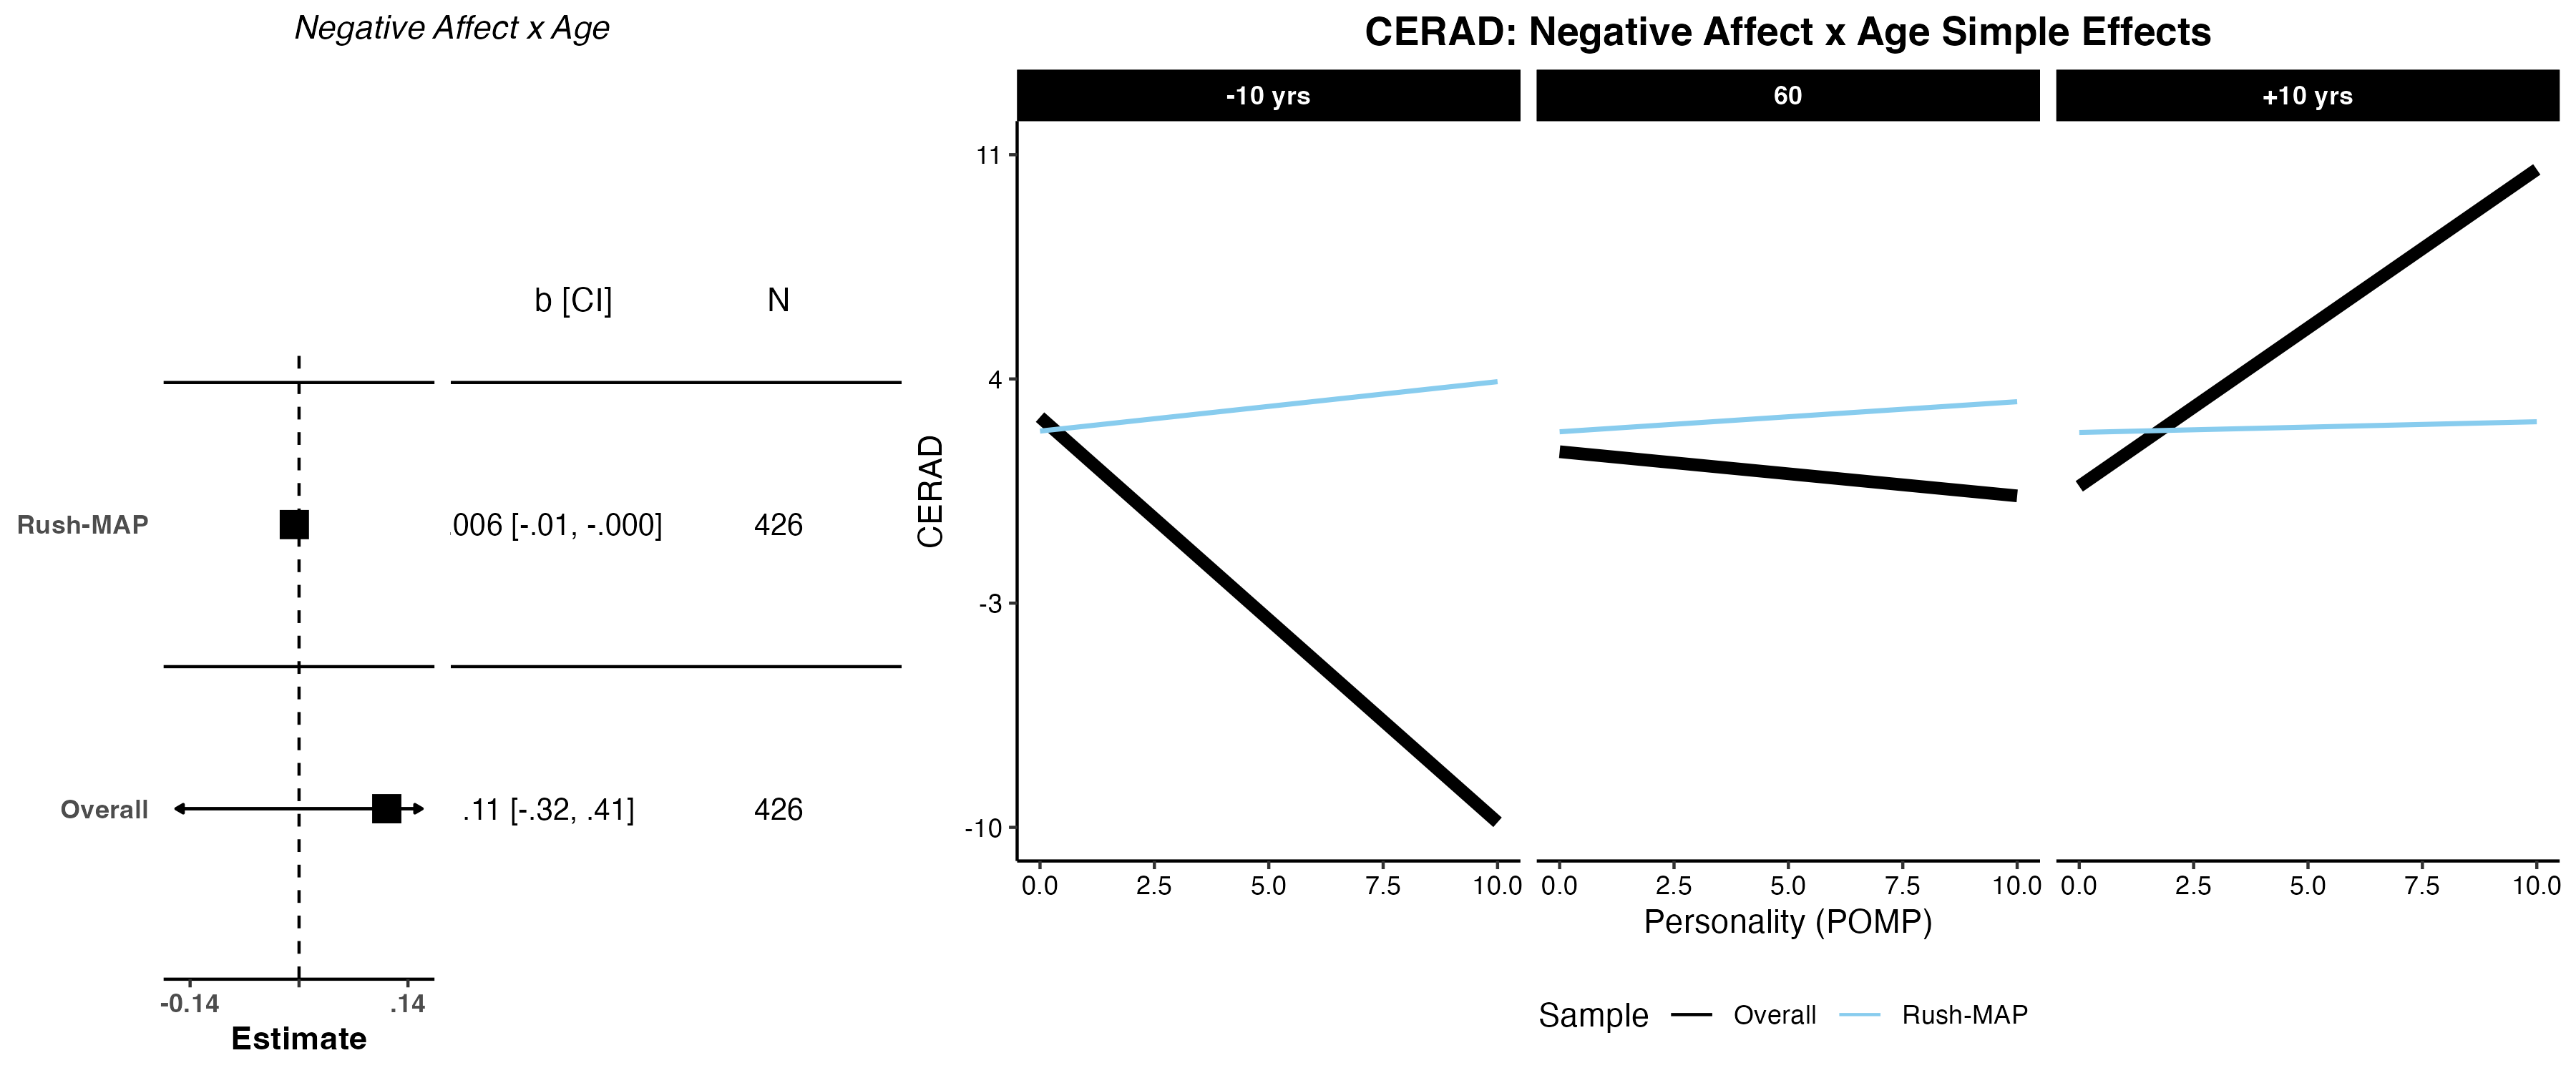 Negative Affect x Age
b [CI] N
Rush-MAP .006 [-.01, -.000] 426
Overall .11 [-.32, .41] 426
-0.14 .14
Estimate
CERAD: Negative Affect x Age Simple Effects
-10 yrs 60 +10 yrs
11
4
-3
-10
CERAD
0.0 2.5 5.0 7.5 10.0 0.0 2.5 5.0 7.5 10.0 0.0 2.5 5.0 7.5 10.0
Personality (POMP)
Sample Overall Rush-MAP